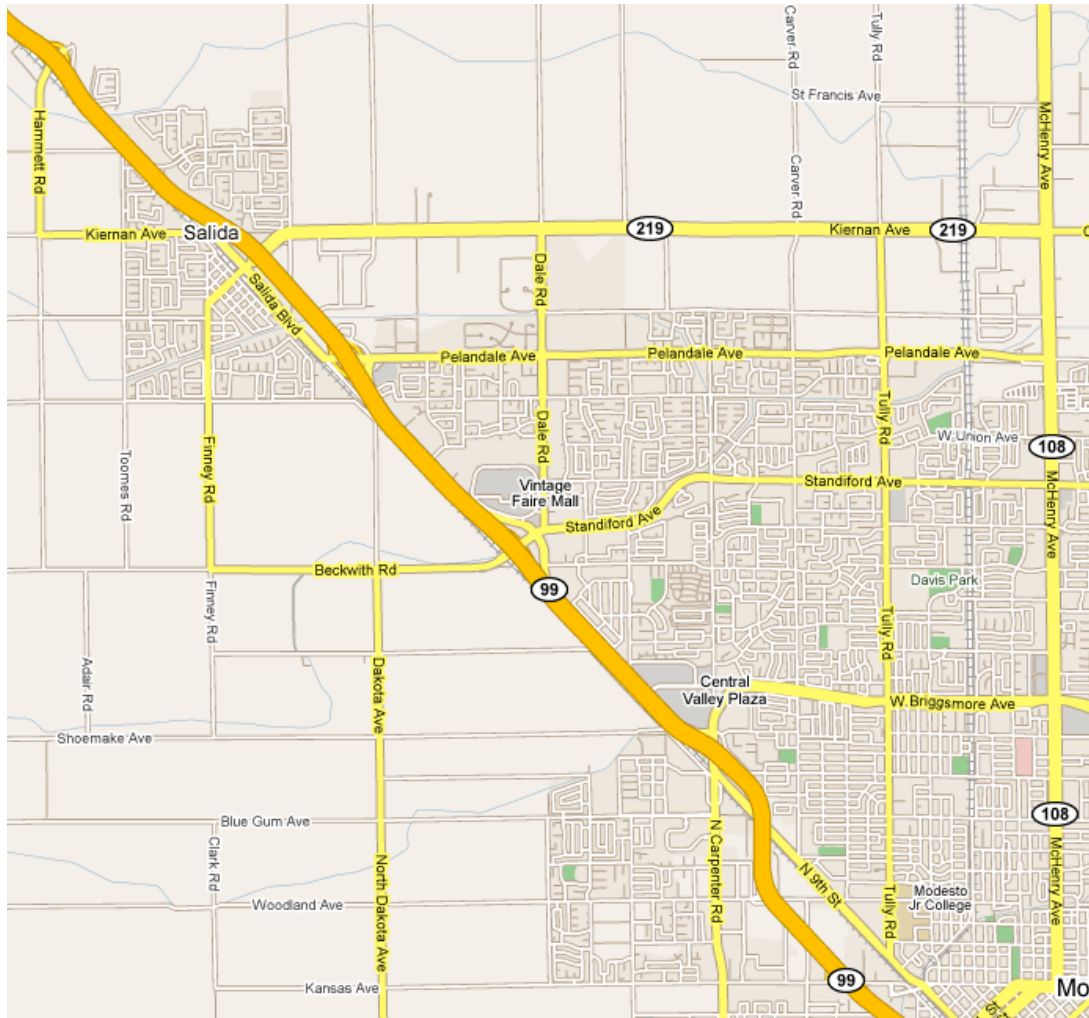 Carver Rd
Tully Rd
St Francis Ave
Hammett Rd
McHenry Ave
Carver Rd
Kiernan Ave
Salida
219
Kiernan Ave
219
Dale Rd
Salida Blvd
Pelandale Ave
Pelandale Ave
Pelandale Ave
Tully Rd
Dale Rd
W Union Ave
108
Toomes Rd
Finney Rd
Vintage
Faire Mall
Standiford Ave
McHenry Ave
Standiford Ave
Beckwith Rd
99
Davis Park
Finney Rd
Tully Rd
Adair Rd
Dakota Ave
Central
Valley Plaza
W. Briggsmore Ave
Shoemake Ave
108
Blue Gum Ave
Clark Rd
North Dakota Ave
N Carpenter Rd
N 9th St
McHenry Ave
Woodland Ave
Tully Rd
Modesto
Jr College
Kansas Ave
99
Mo